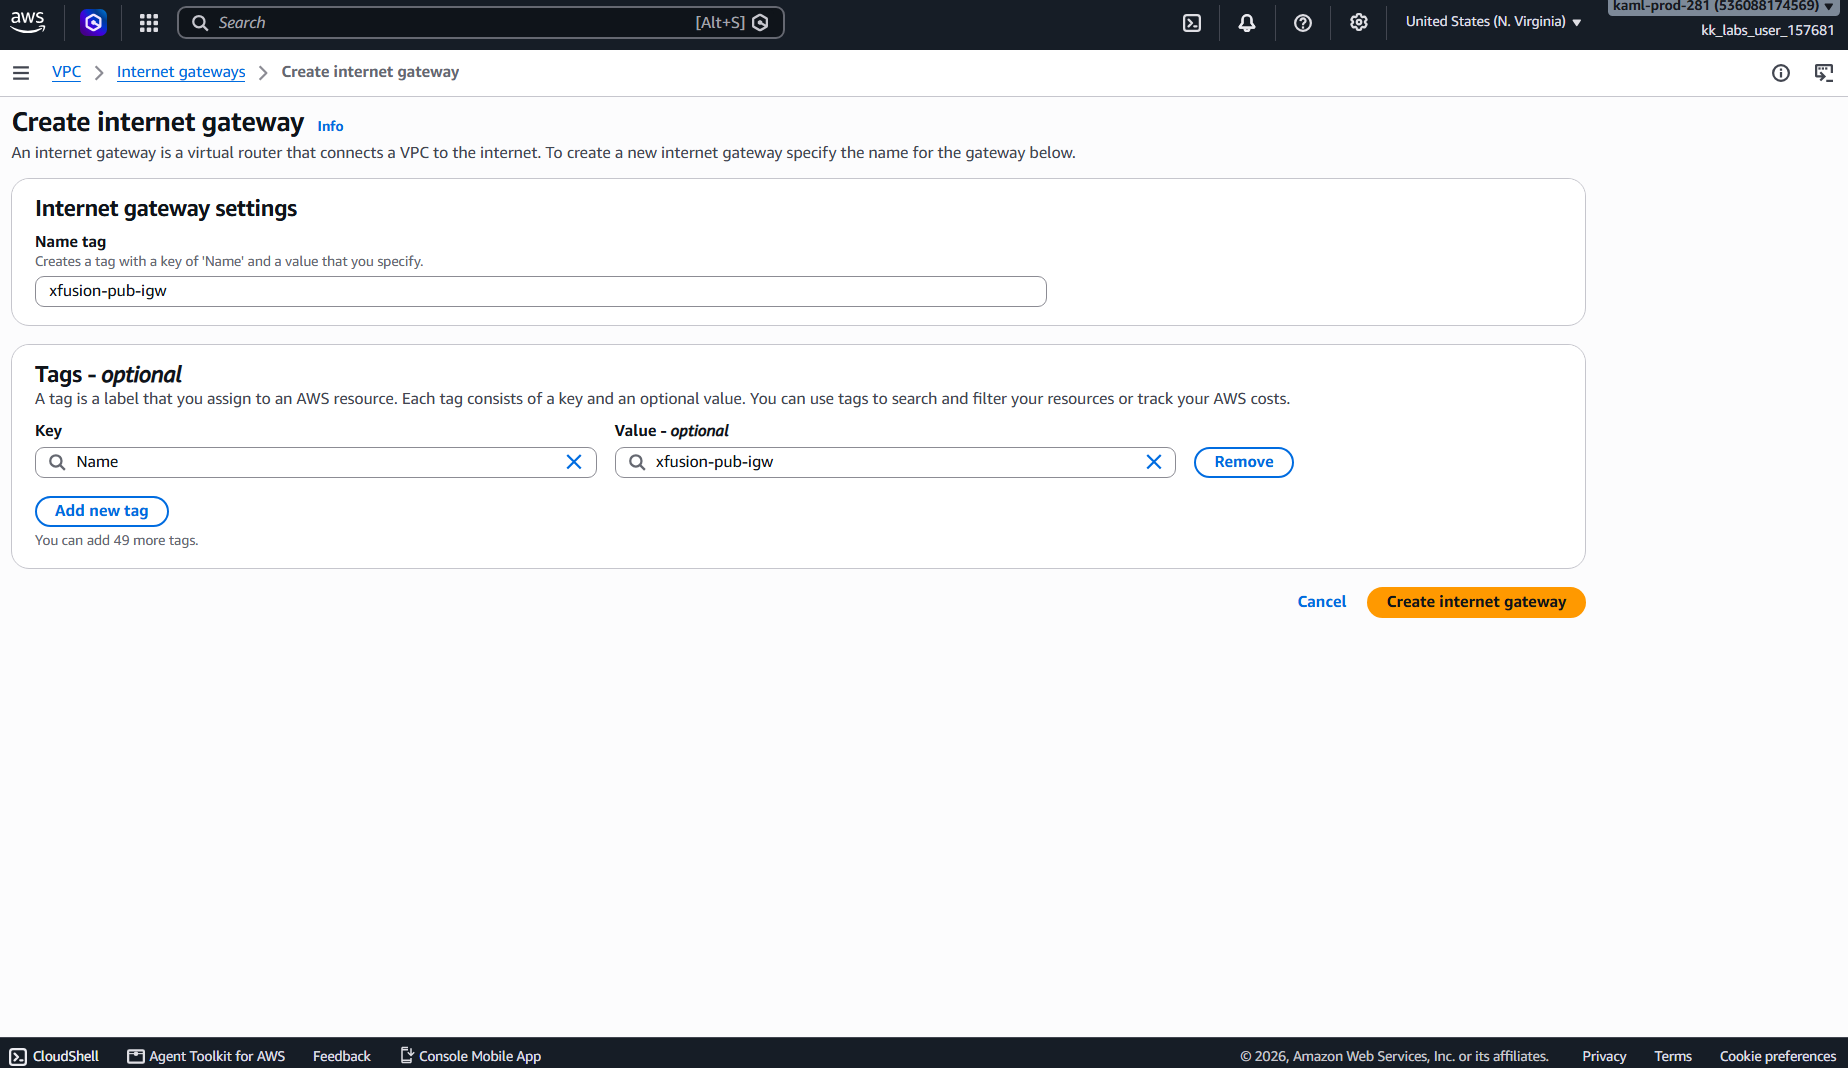 aws
Search [Alt+S]
United States (N. Virginia)
kaml-prod-281 (536088174569)
kk_labs_user_157681
VPC Internet gateways Create internet gateway
Create internet gateway Info
An internet gateway is a virtual router that connects a VPC to the internet. To create a new internet gateway specify the name for the gateway below.
Internet gateway settings
Name tag
Creates a tag with a key of 'Name' and a value that you specify.
xfusion-pub-igw
Tags - optional
A tag is a label that you assign to an AWS resource. Each tag consists of a key and an optional value. You can use tags to search and filter your resources or track your AWS costs.
Key Value - optional
Name xfusion-pub-igw Remove
Add new tag
You can add 49 more tags.
Cancel Create internet gateway
CloudShell Agent Toolkit for AWS Feedback Console Mobile App © 2026, Amazon Web Services, Inc. or its affiliates. Privacy Terms Cookie preferences